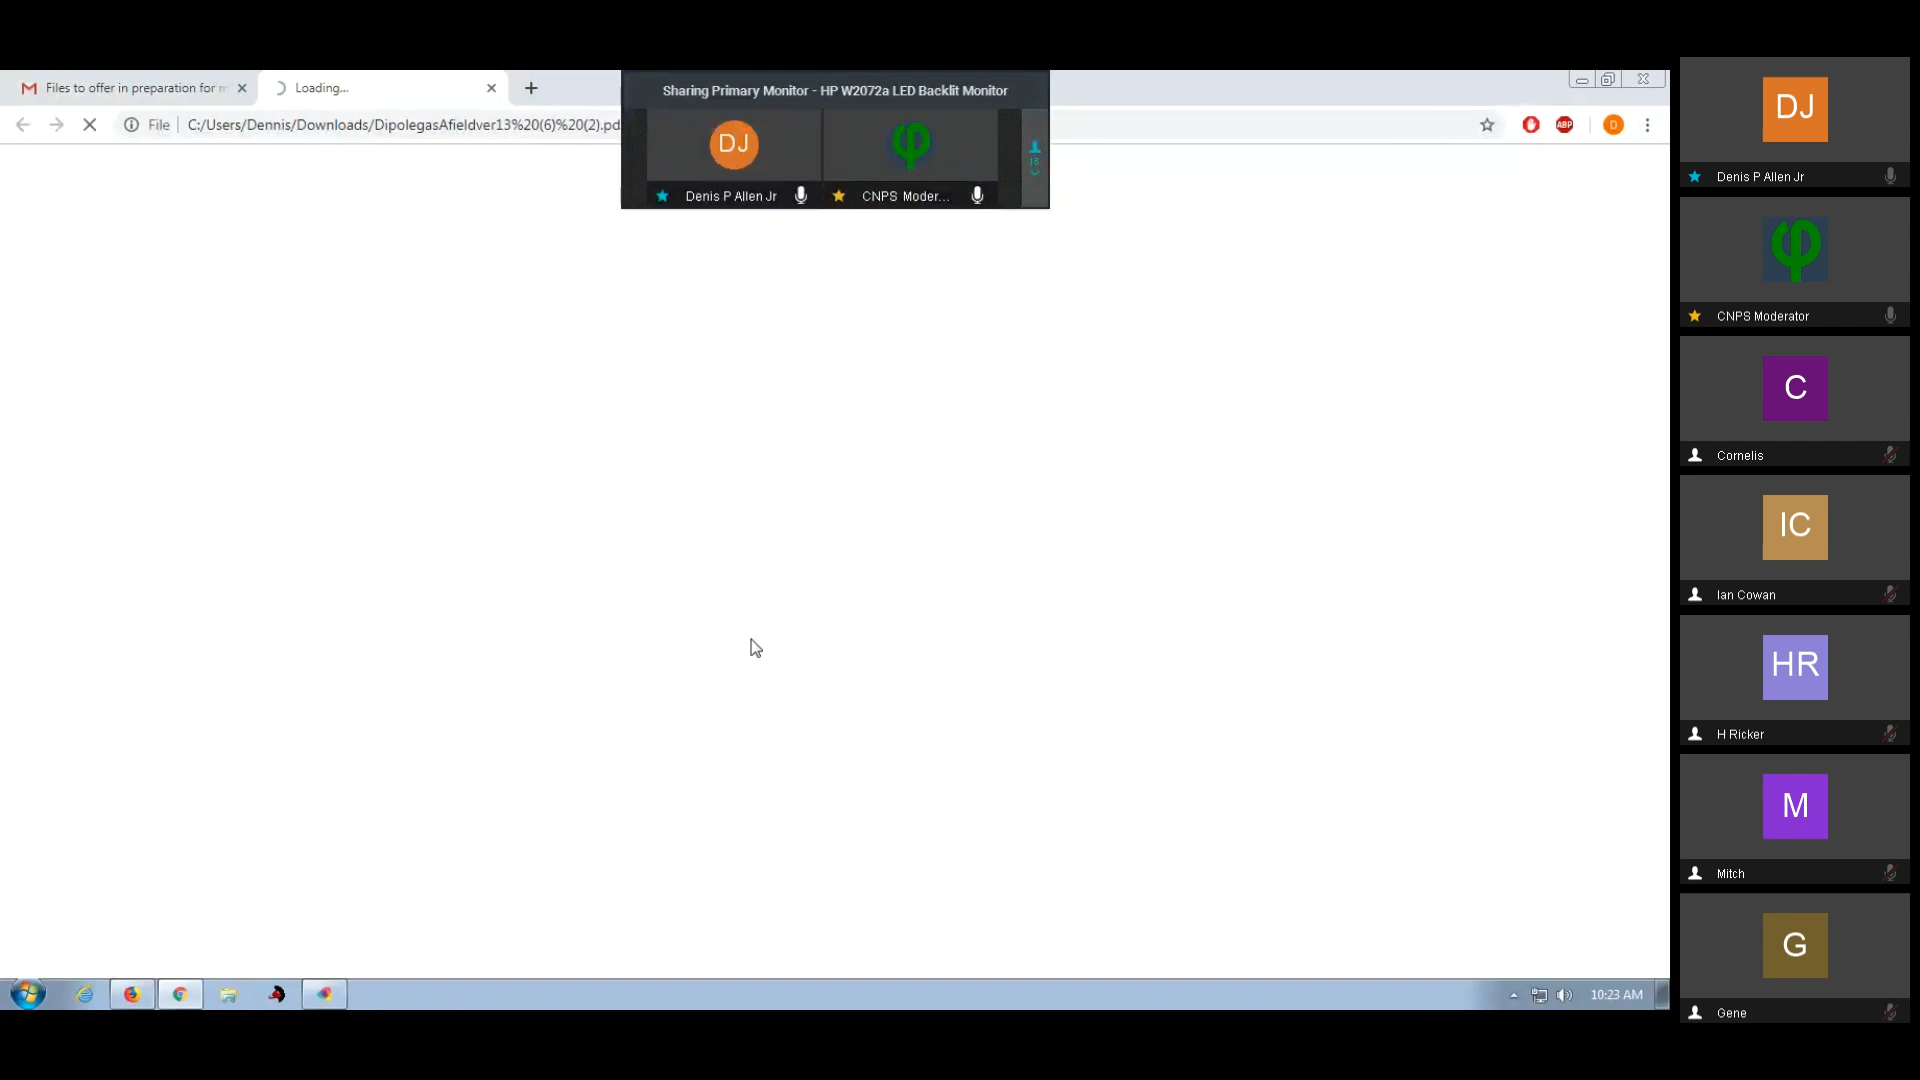 Files to offer in preparation for
Loading...
Sharing Primary Monitor - HP W2072a LED Backlit Monitor
File
C:/Users/Dennis/Downloads/DipolegasAfieldver13%20(6)%20(2).pd
ABP
D
DJ
Denis P Allen Jr
CNPS Moder...
DJ
Denis P Allen Jr
CNPS Moderator
C
Cornelis
IC
Ian Cowan
HR
H Ricker
M
Mitch
G
Gene
10:23 AM